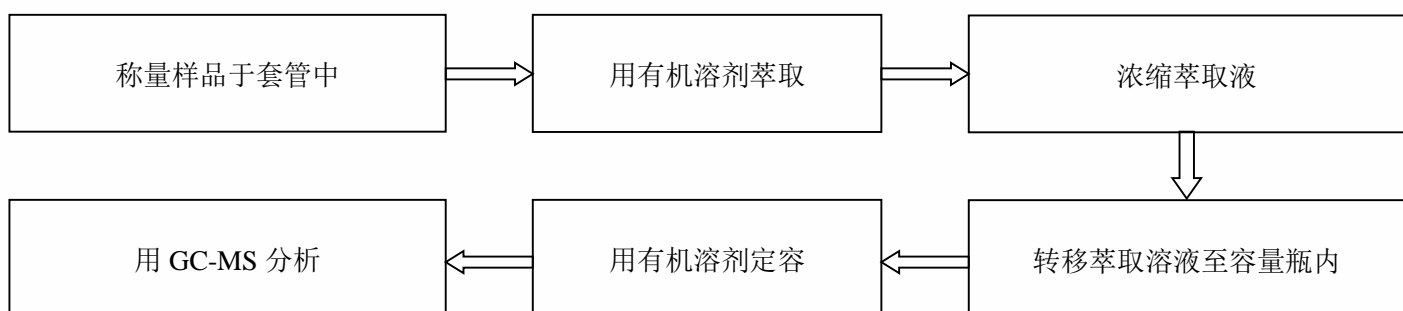 称量样品于套管中
用有机溶剂萃取
浓缩萃取液
转移萃取溶液至容量瓶内
用有机溶剂定容
用 GC-MS 分析